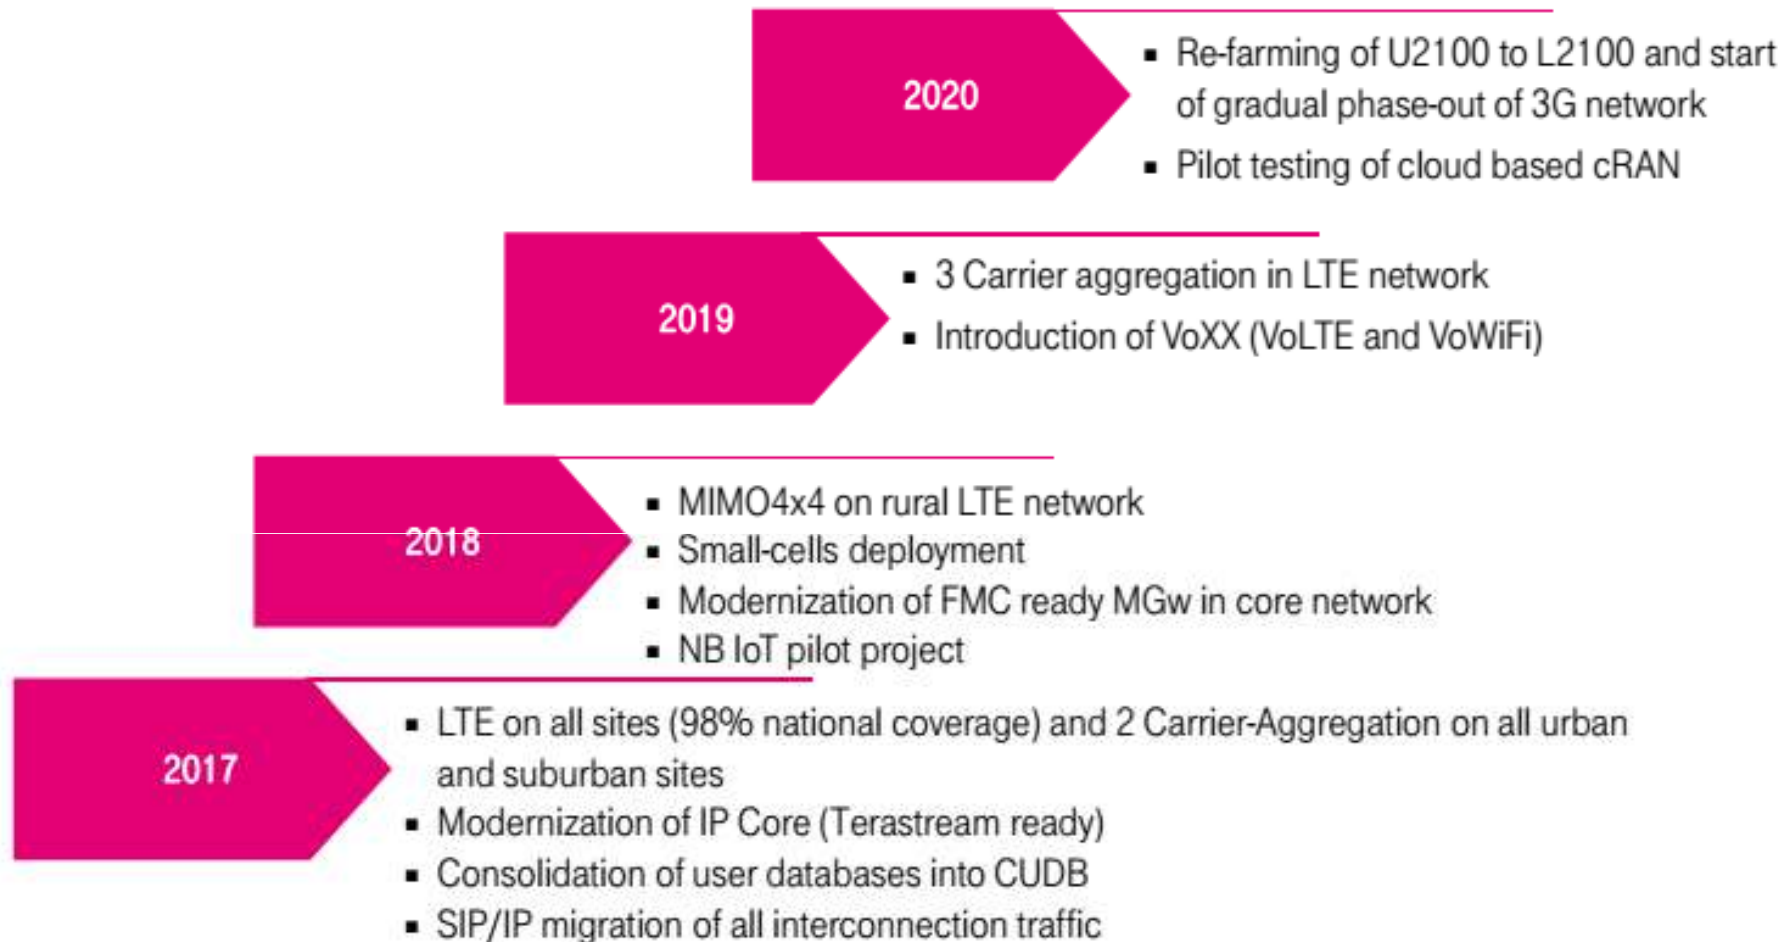 2020
▪ Re-farming of U2100 to L2100 and start
of gradual phase-out of 3G network
▪ Pilot testing of cloud based cRAN
2019
▪ 3 Carrier aggregation in LTE network
▪ Introduction of VoXX (VoLTE and VoWiFi)
2018
▪ MIMO4x4 on rural LTE network
▪ Small-cells deployment
▪ Modernization of FMC ready MGw in core network
▪ NB IoT pilot project
2017
▪ LTE on all sites (98% national coverage) and 2 Carrier-Aggregation on all urban
and suburban sites
▪ Modernization of IP Core (Terastream ready)
▪ Consolidation of user databases into CUDB
▪ SIP/IP migration of all interconnection traffic